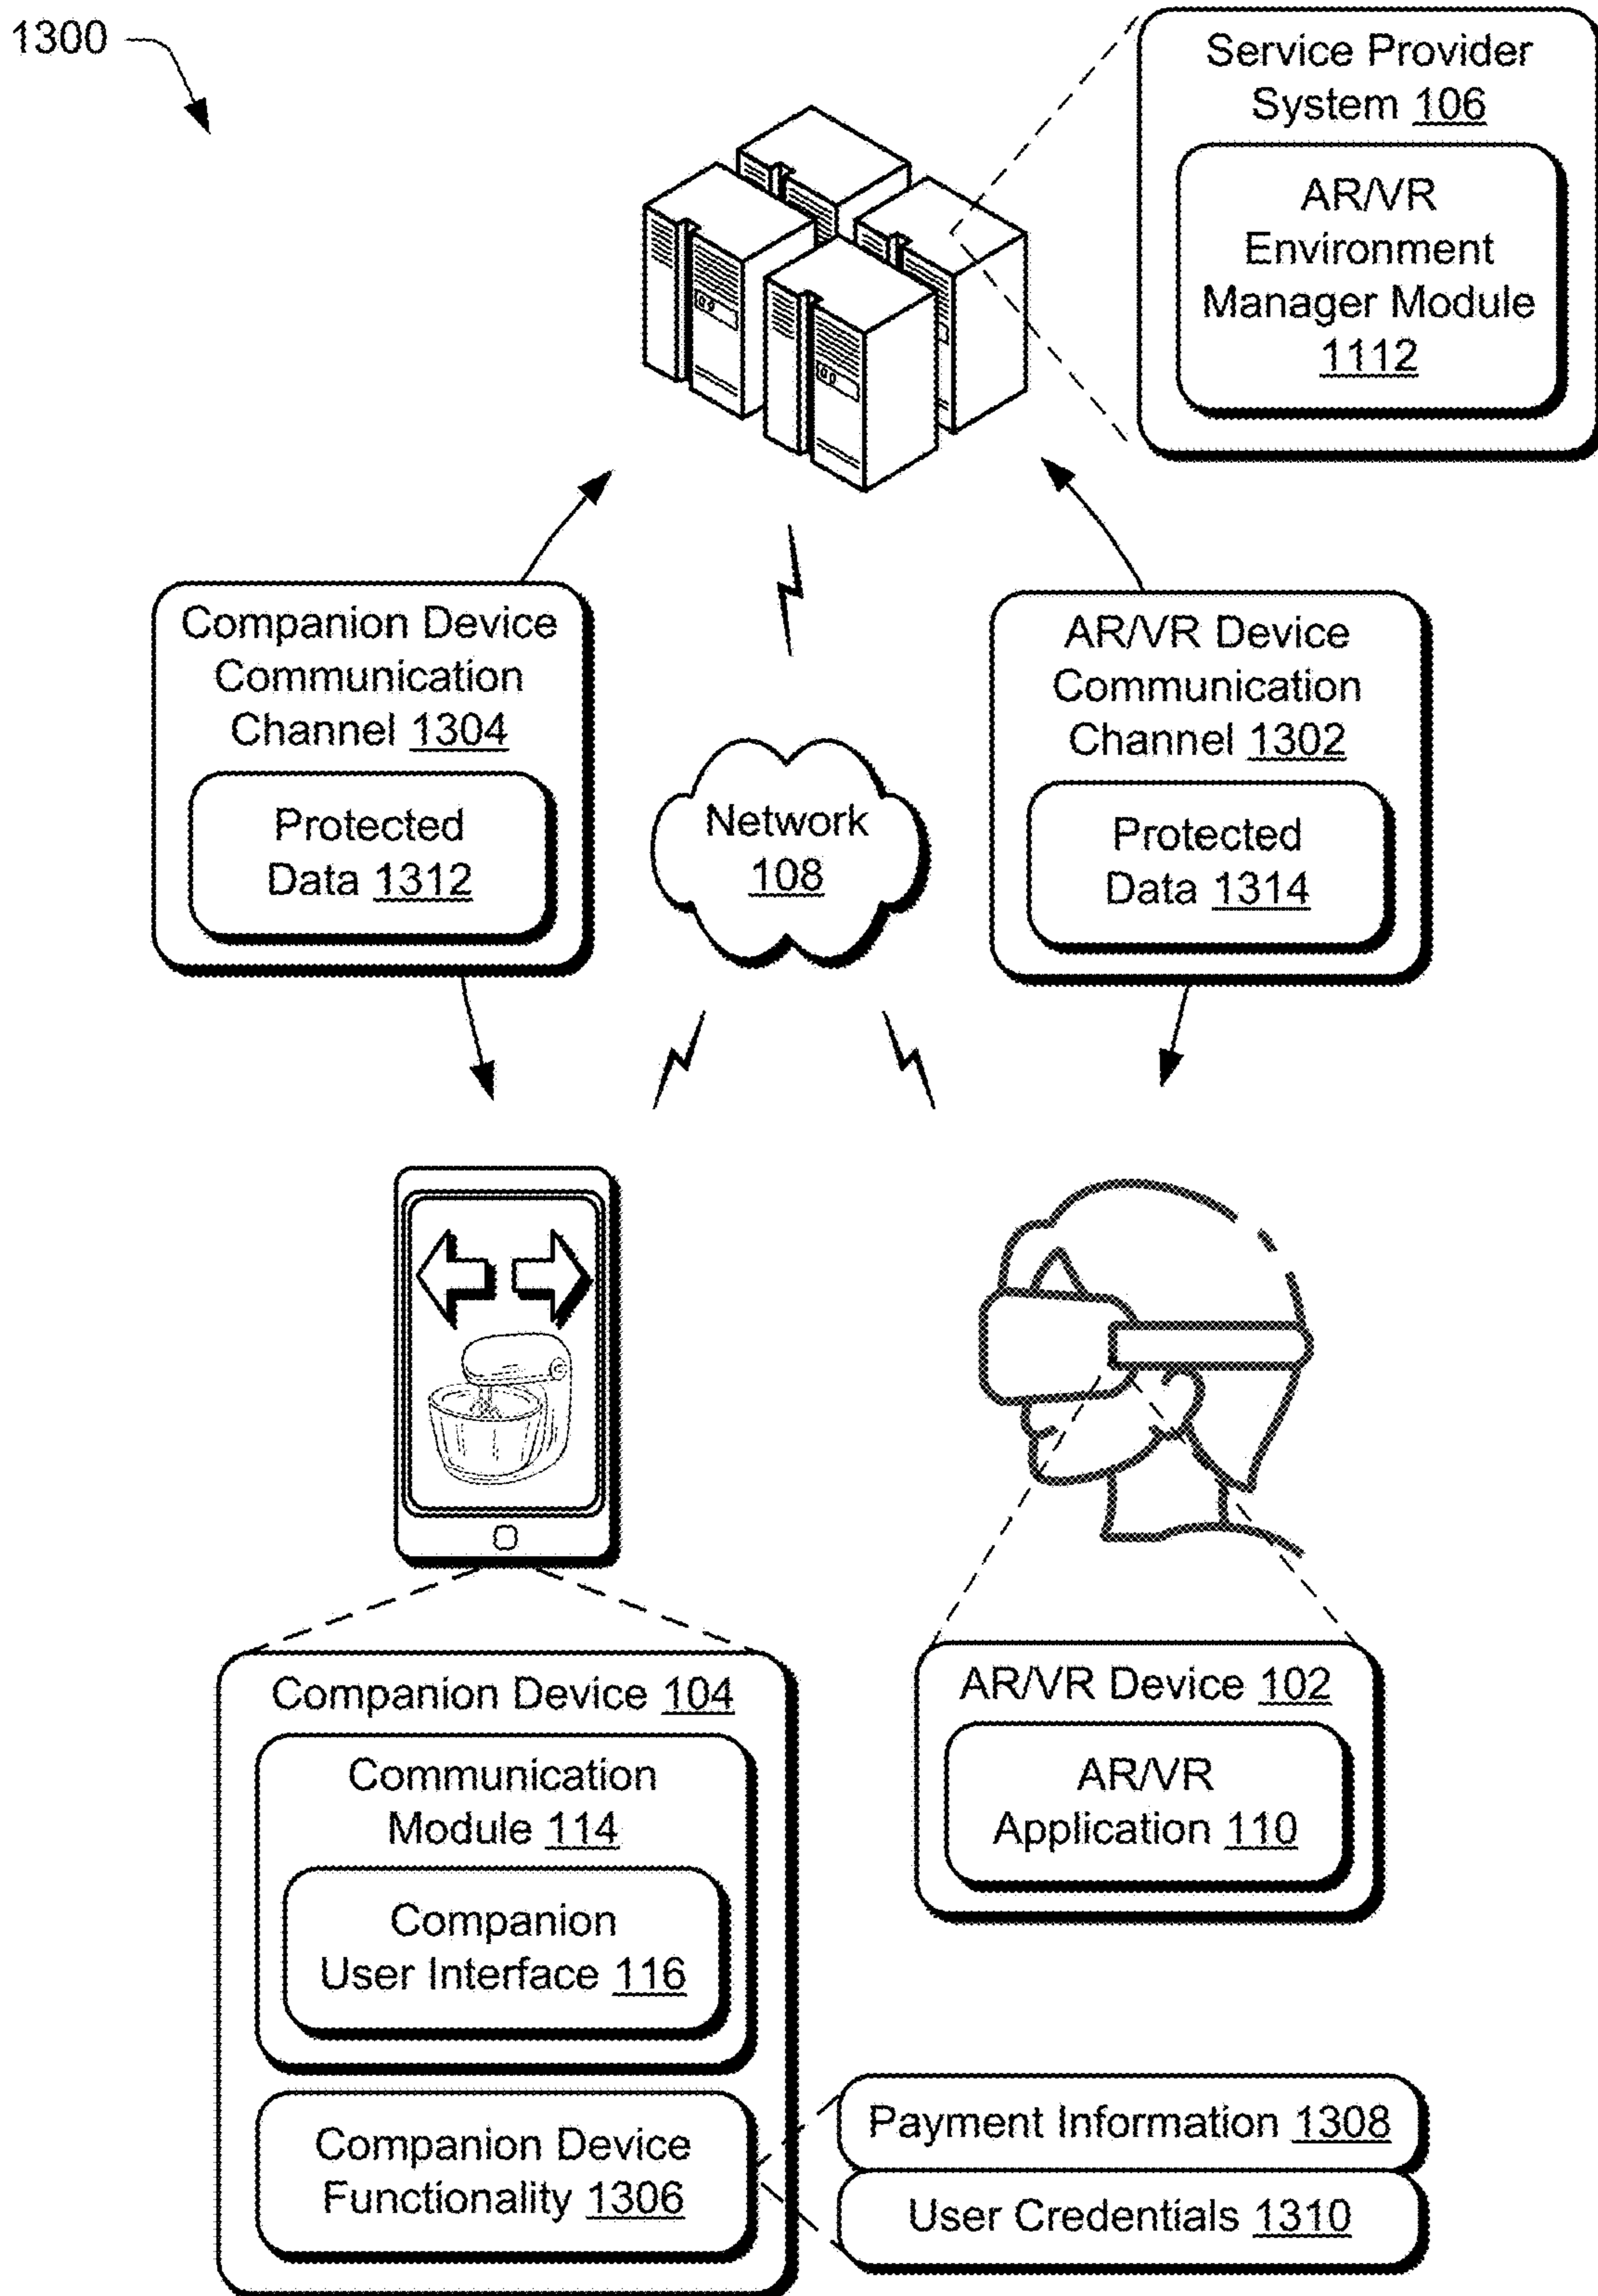 1300
Service Provider
System 106
AR/VR
Environment
Manager Module
1112
Companion Device
Communication
Channel 1304
Protected
Data 1312
Network
108
AR/VR Device
Communication
Channel 1302
Protected
Data 1314
Companion Device 104
Communication
Module 114
Companion
User Interface 116
Companion Device
Functionality 1306
AR/VR Device 102
AR/VR
Application 110
Payment Information 1308
User Credentials 1310